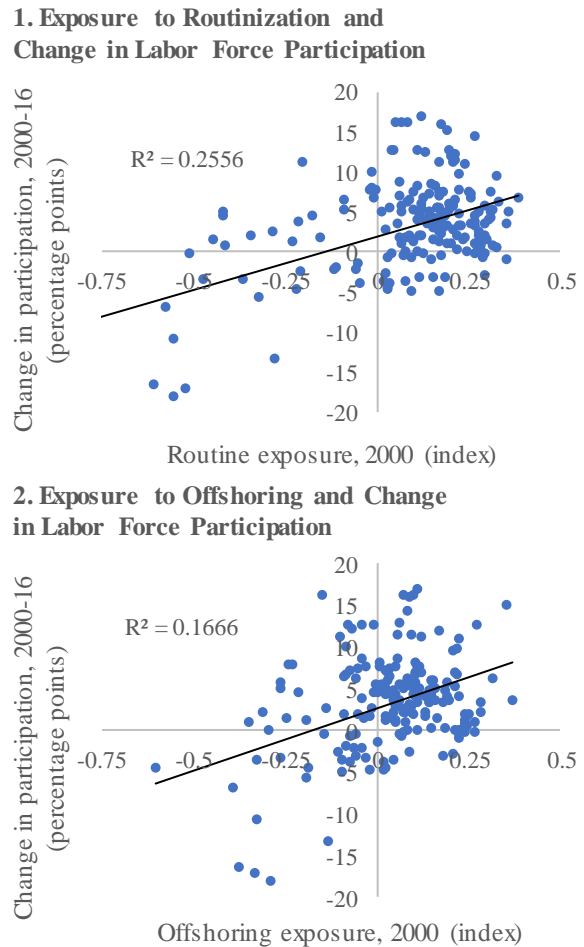 1. Exposure to Routinization and
Change in Labor Force Participation
Change in participation, 2000-16
(percentage points)
20
15
10
5
0
-5
-10
-15
-20
R² = 0.2556
-0.75
-0.5
-0.25
0
0.25
0.5
Routine exposure, 2000 (index)
2. Exposure to Offshoring and Change
in Labor Force Participation
Change in participation, 2000-16
(percentage points)
20
15
10
5
0
-5
-10
-15
-20
R² = 0.1666
-0.75
-0.5
-0.25
0
0.25
0.5
Offshoring exposure, 2000 (index)